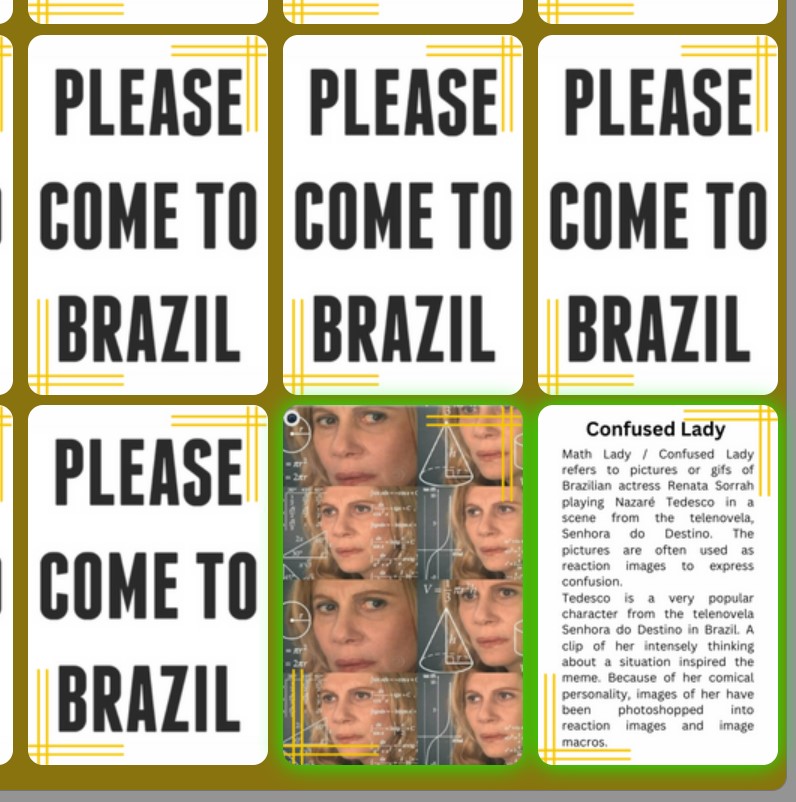 PLEASE
COME TO
BRAZIL
PLEASE
COME TO
BRAZIL
PLEASE
COME TO
BRAZIL
PLEASE
COME TO
BRAZIL
Confused Lady
Math Lady / Confused Lady
refers to pictures or gifs of
Brazilian actress Renata Sorrah
playing Nazaré Tedesco in a
scene from the telenovela,
Senhora do Destino. The
pictures are often used as
reaction images to express
confusion.
Tedesco is a very popular
character from the telenovela
Senhora do Destino in Brazil. A
clip of her intensely thinking
about a situation inspired the
meme. Because of her comical
personality, images of her have
been photoshopped into
reaction images and image
macros.